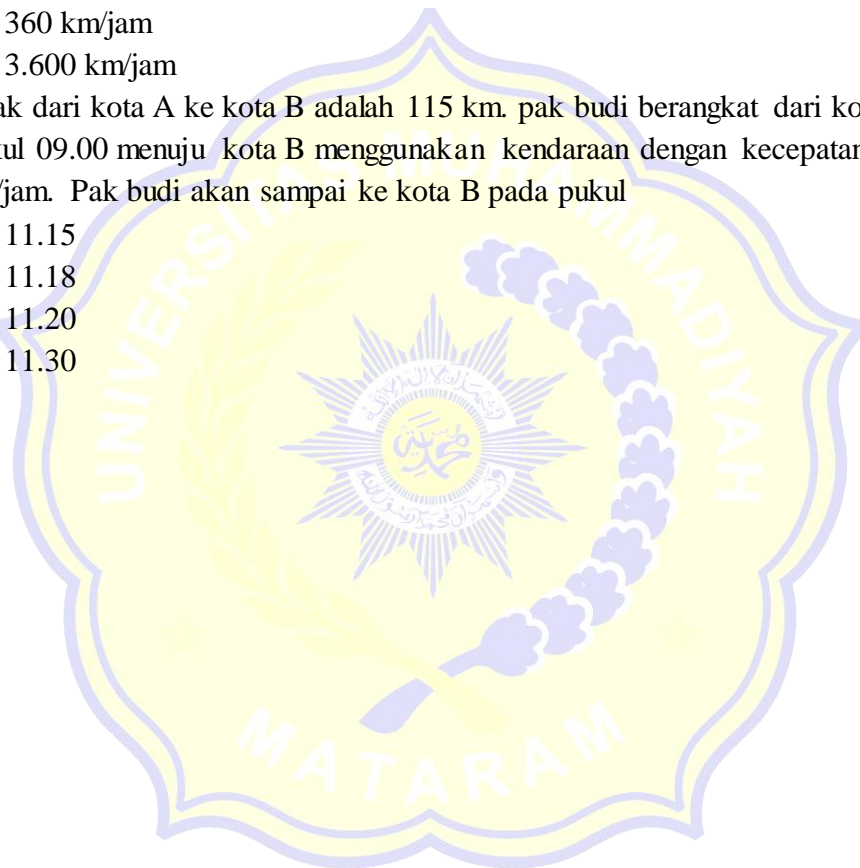 360 km/jam
3.600 km/jam
ak dari kota A ke kota B adalah 115 km. pak budi berangkat dari ko
ul 09.00 menuju kota B menggunakan kendaraan dengan kecepatan
/jam. Pak budi akan sampai ke kota B pada pukul
11.15
11.18
11.20
11.30
UNIVERSITAS MUHAMMADIYAH
MATARAM